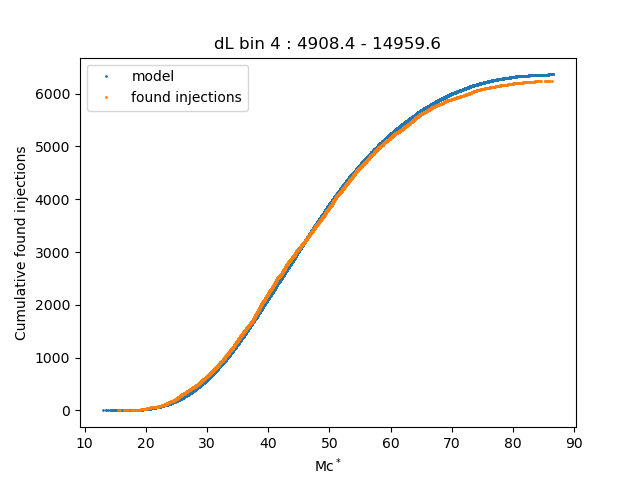 dL bin 4 : 4908.4 - 14959.6
model
found injections
Cumulative found injections
6000
5000
4000
3000
2000
1000
0
10 20 30 40 50 60 70 80 90
Mc*